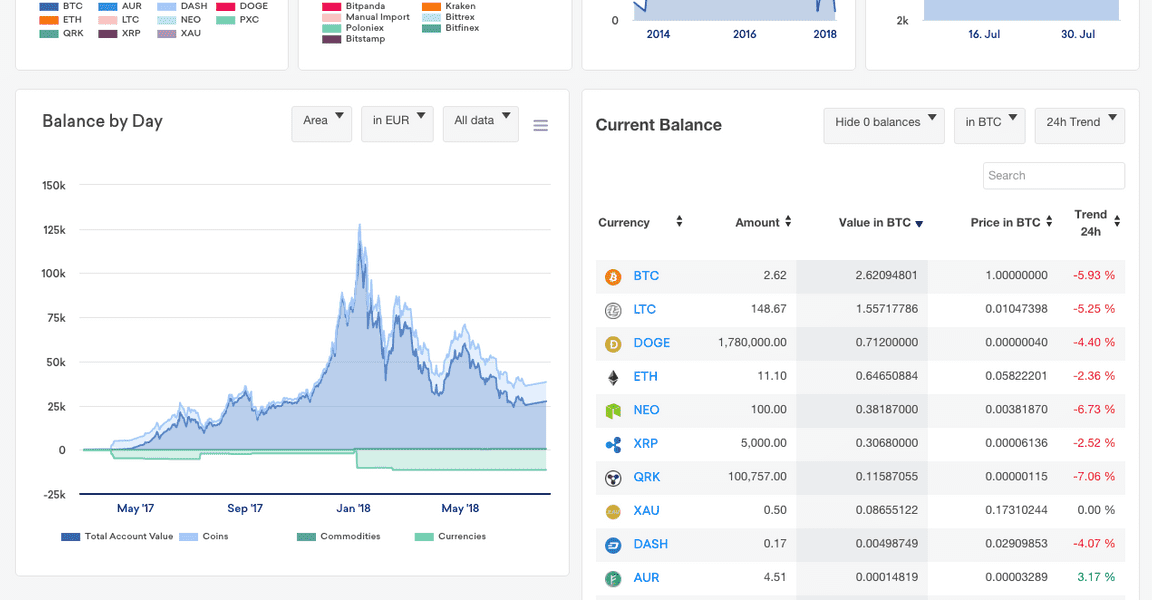 BTC AUR DASH DOGE
ETH LTC NEO PXC
QRK XRP XAU
Bitpanda Kraken
Manual Import Bittrex
Poloniex Bitfinex
Bitstamp
0
2014 2016 2018
2k
16. Jul 30. Jul
Balance by Day
Area in EUR All data
150k
125k
100k
75k
50k
25k
0
-25k
May '17 Sep '17 Jan '18 May '18
Total Account Value Coins Commodities Currencies
Current Balance
Hide 0 balances in BTC 24h Trend
Search
Currency Amount Value in BTC Price in BTC Trend 24h
BTC 2.62 2.62094801 1.00000000 -5.93 %
LTC 148.67 1.55717786 0.01047398 -5.25 %
DOGE 1,780,000.00 0.71200000 0.00000040 -4.40 %
ETH 11.10 0.64650884 0.05822201 -2.36 %
NEO 100.00 0.38187000 0.00381870 -6.73 %
XRP 5,000.00 0.30680000 0.00006136 -2.52 %
QRK 100,757.00 0.11587055 0.00000115 -7.06 %
XAU 0.50 0.08655122 0.17310244 0.00 %
DASH 0.17 0.00498749 0.02909853 -4.07 %
AUR 4.51 0.00014819 0.00003289 3.17 %